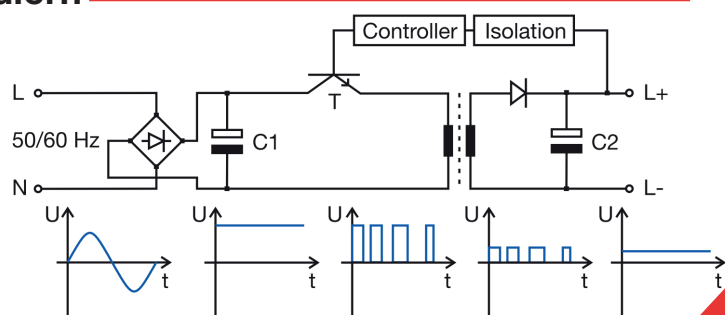 Controller Isolation
L
T
L+
50/60 Hz
C1
C2
N
L-
U
U
U
U
U
t
t
t
t
t